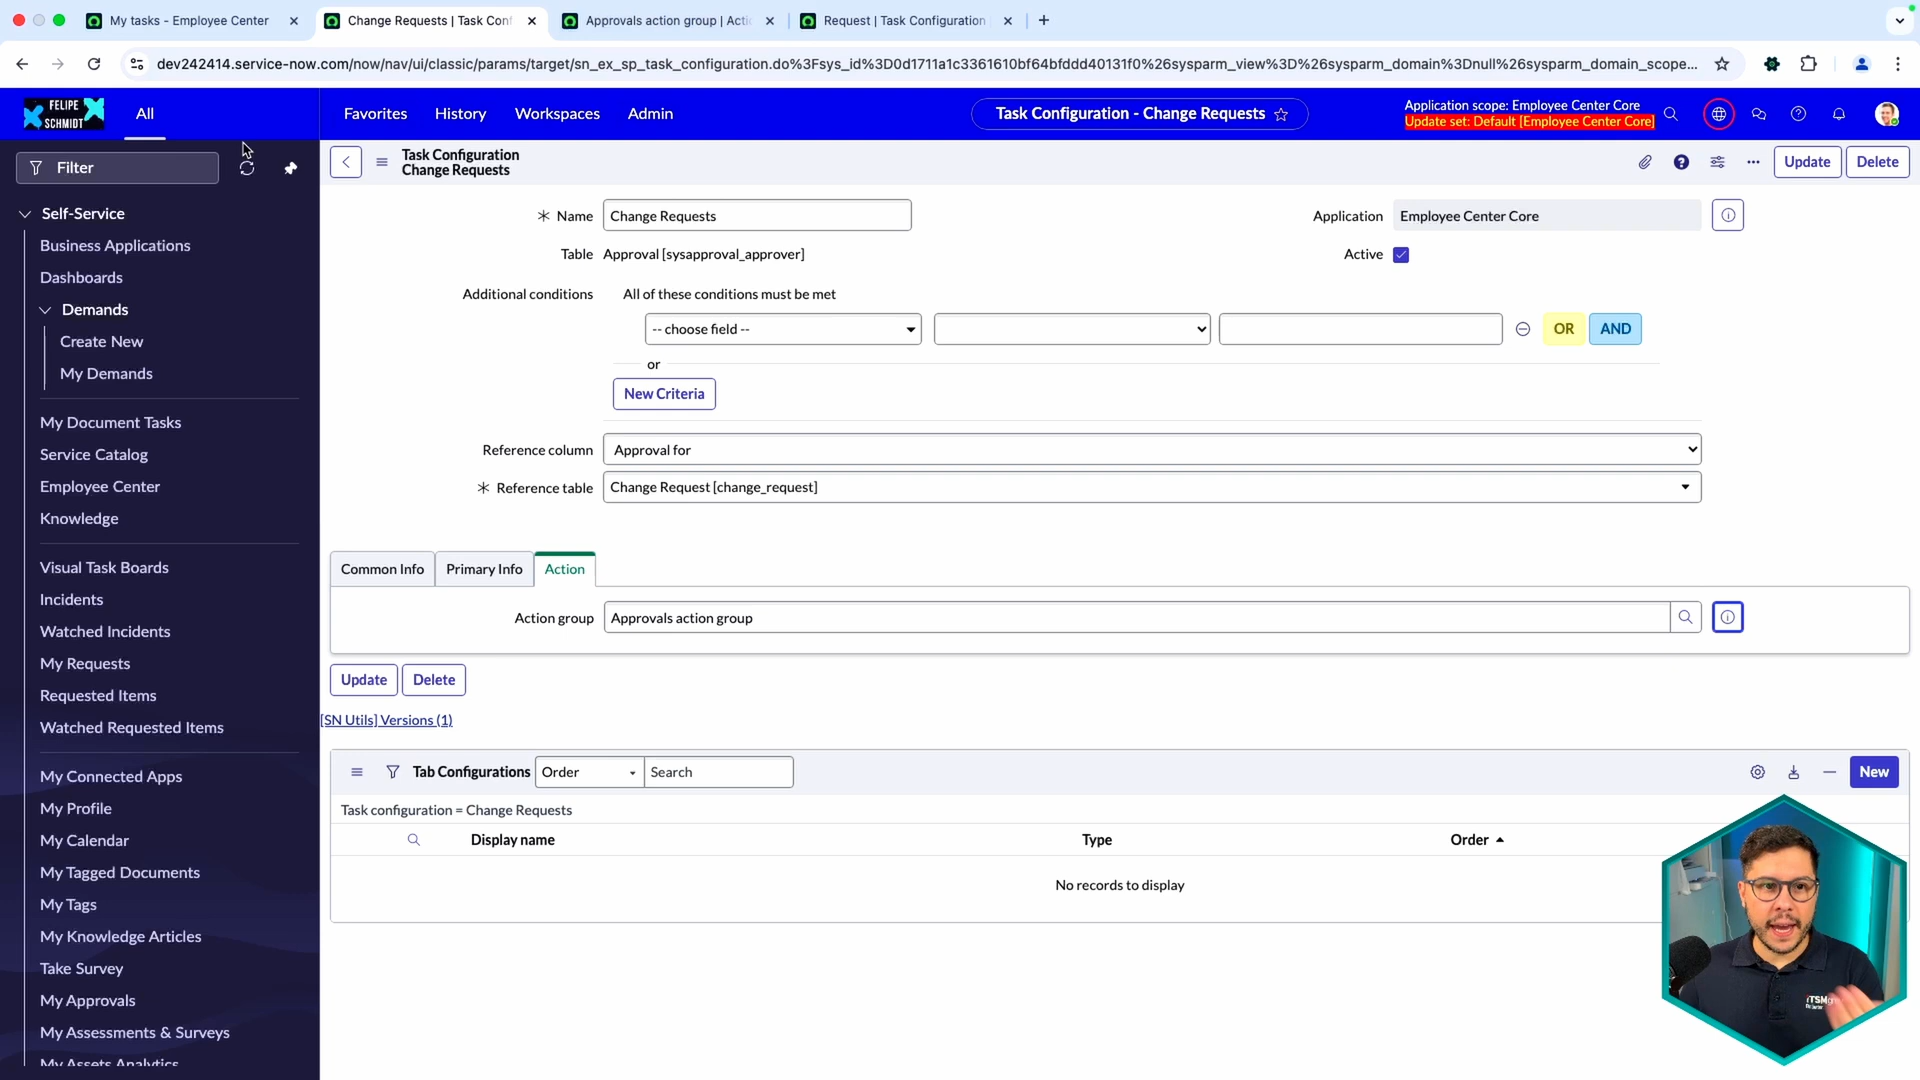 My tasks - Employee Center
Change Requests | Task Conf
Approvals action group | Acti
Request | Task Configuration
dev242414.service-now.com/now/nav/ui/classic/params/target/sn_ex_sp_task_configuration.do%3Fsys_id%3D0d1711a1c3361610bf64bfddd40131f0%26sysparm_view%3D%26sysparm_domain%3Dnull%26sysparm_domain_scope...
FELIPE
SCHMIDT
All
Favorites
History
Workspaces
Admin
Task Configuration - Change Requests
Application scope: Employee Center Core
Update set: Default [Employee Center Core]
Filter
Task Configuration
Change Requests
Update
Delete
Self-Service
Business Applications
Dashboards
Demands
Create New
My Demands
My Document Tasks
Service Catalog
Employee Center
Knowledge
Visual Task Boards
Incidents
Watched Incidents
My Requests
Requested Items
Watched Requested Items
My Connected Apps
My Profile
My Calendar
My Tagged Documents
My Tags
My Knowledge Articles
Take Survey
My Approvals
My Assessments & Surveys
My Assets Analytics
Name
Change Requests
Application
Employee Center Core
Table
Approval [sysapproval_approver]
Active
Additional conditions
All of these conditions must be met
-- choose field --
OR
AND
or
New Criteria
Reference column
Approval for
Reference table
Change Request [change_request]
Common Info
Primary Info
Action
Action group
Approvals action group
Update
Delete
[SN Utils] Versions (1)
Tab Configurations
Order
Search
New
Task configuration = Change Requests
Display name
Type
Order
No records to display